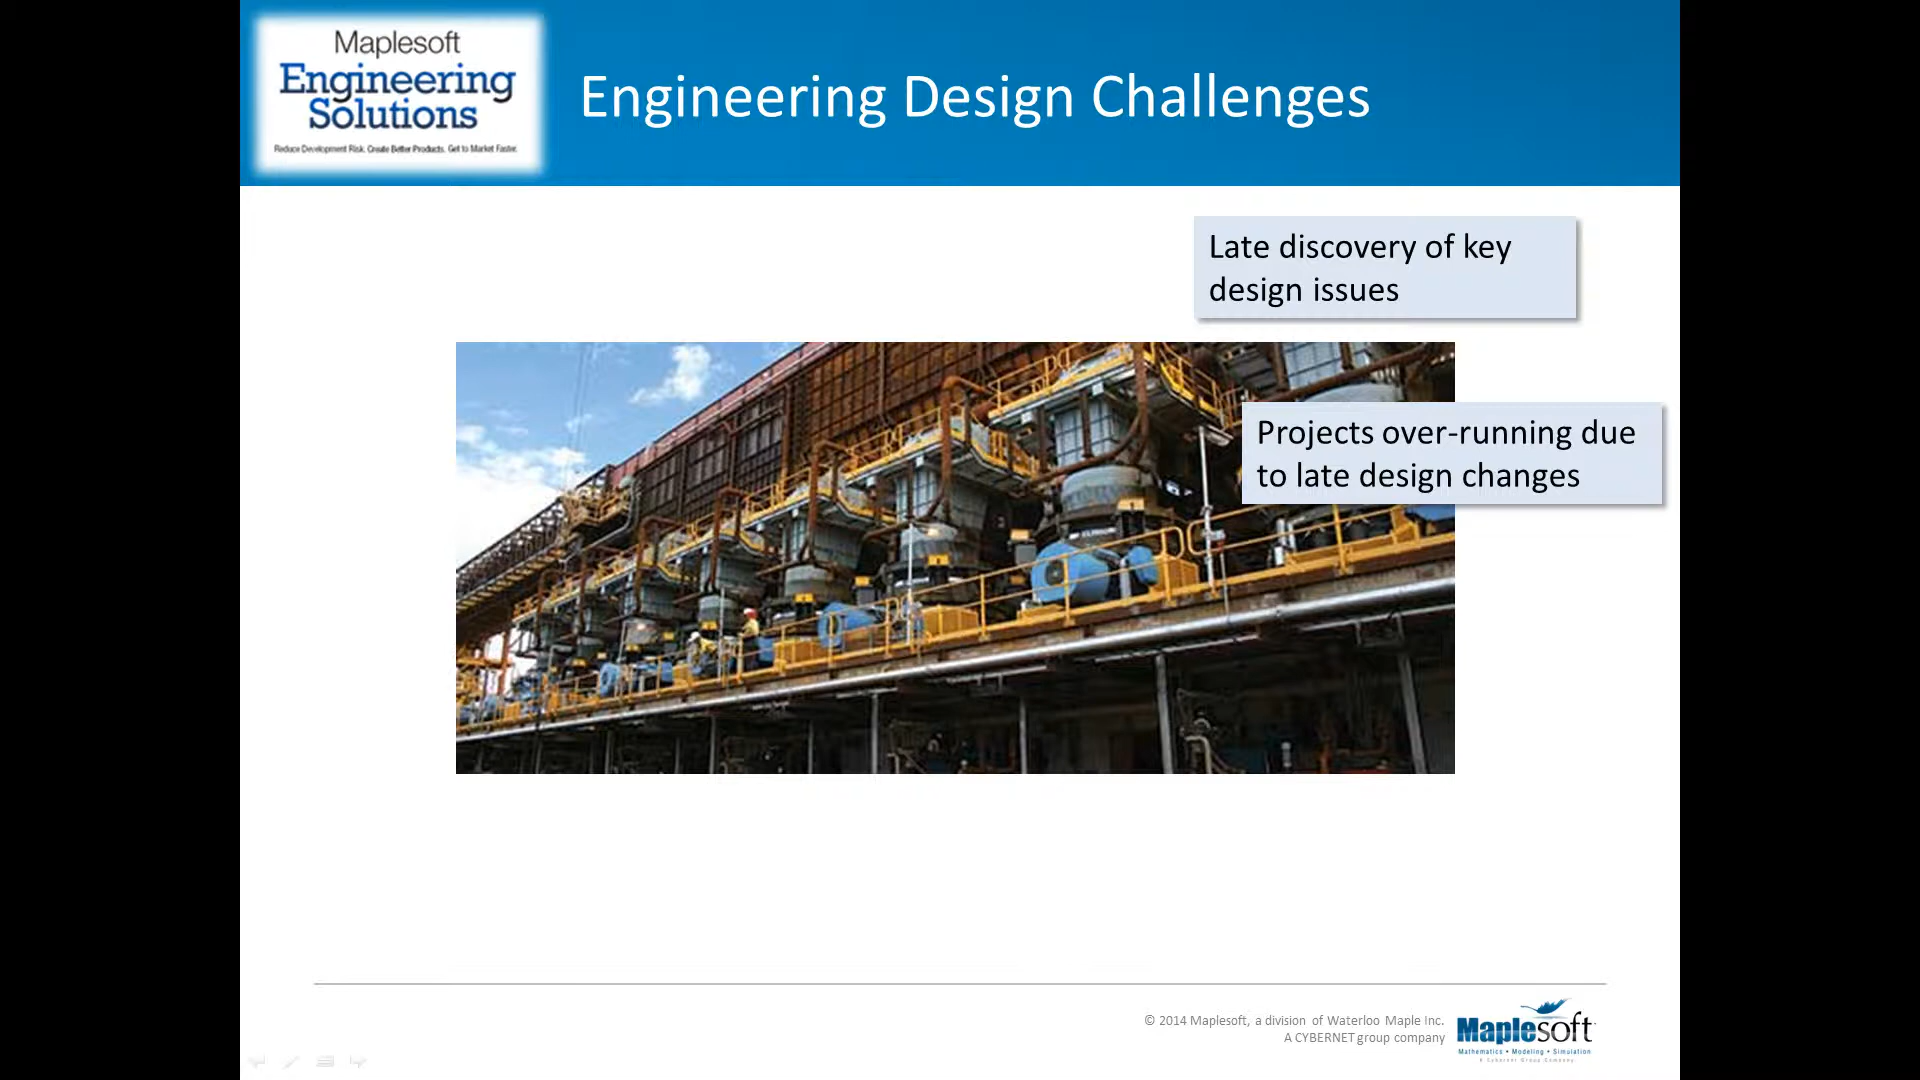 Maplesoft
Engineering
Solutions
Reduce Development Risk. Create Better Products. Get to Market Faster.
Engineering Design Challenges
Late discovery of key
design issues
Projects over-running due
to late design changes
© 2014 Maplesoft, a division of Waterloo Maple Inc.
A CYBERNET group company
Maplesoft
Mathematics • Modeling • Simulation
A Cybernet Group Company